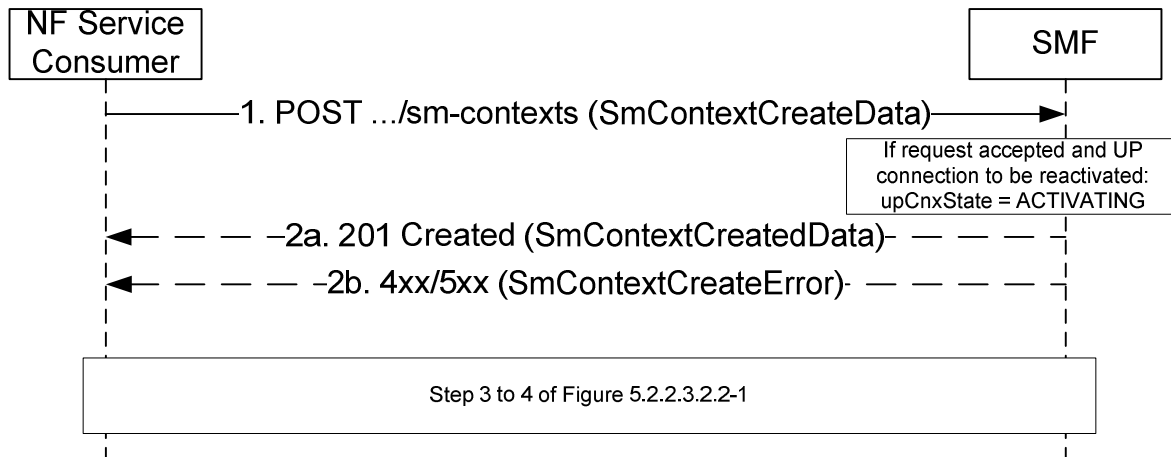 NF Service
Consumer
SMF
1. POST .../sm-contexts (SmContextCreateData)
If request accepted and UP
connection to be reactivated:
upCnxState = ACTIVATING
2a. 201 Created (SmContextCreatedData)
2b. 4xx/5xx (SmContextCreateError)
Step 3 to 4 of Figure 5.2.2.3.2.2-1